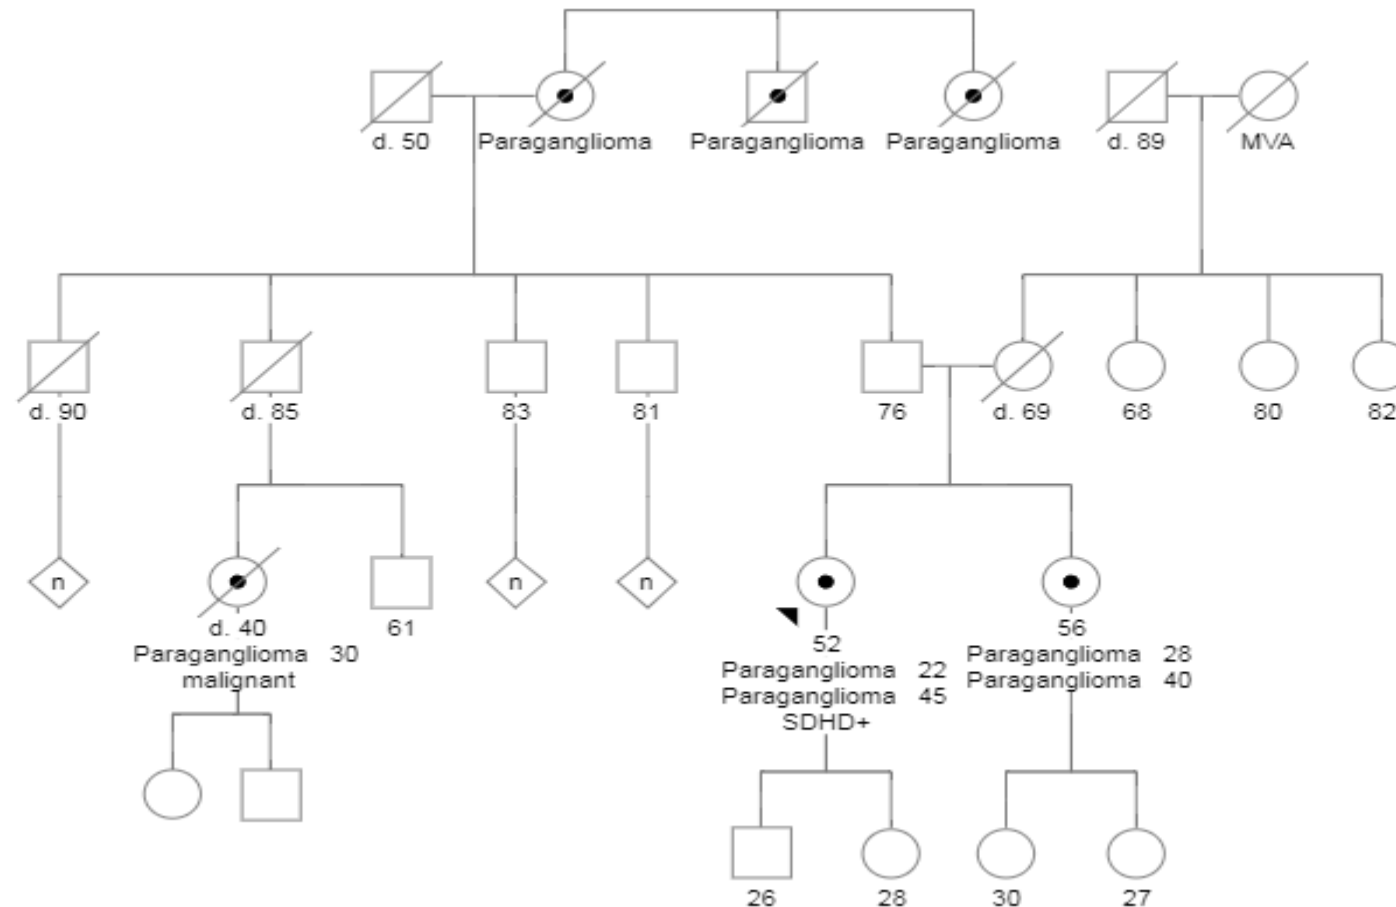 d. 50
Paraganglioma
Paraganglioma
Paraganglioma
d. 89
MVA
d. 90
d. 85
83
81
76
d. 69
68
80
82
n
d. 40
Paraganglioma 30
malignant
61
n
n
52
Paraganglioma 22
Paraganglioma 45
SDHD+
56
Paraganglioma 28
Paraganglioma 40
26
28
30
27